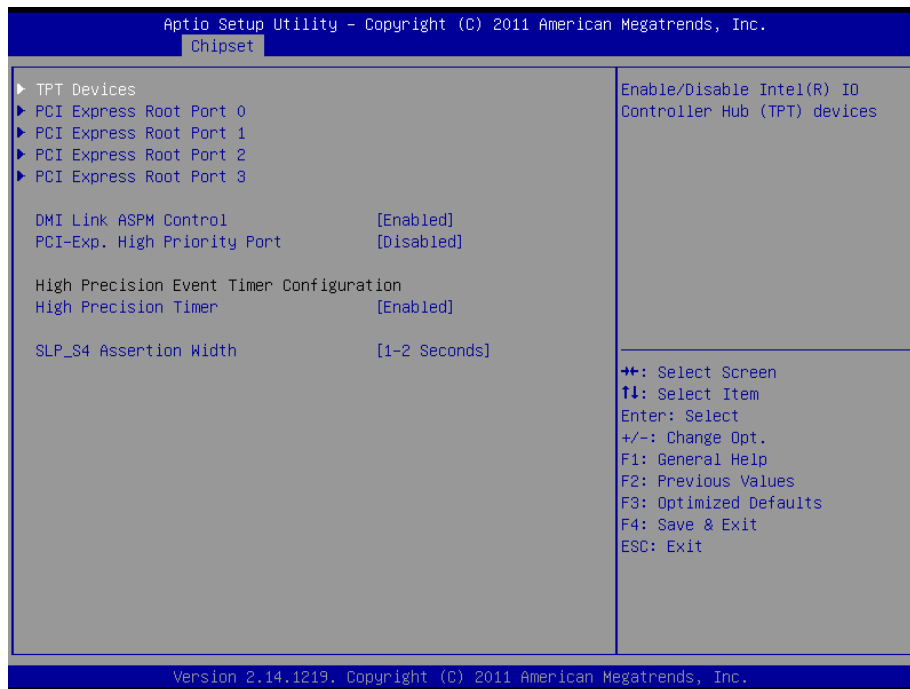 Aptio Setup Utility – Copyright (C) 2011 American Megatrends, Inc.
Chipset
TPT Devices
PCI Express Root Port 0
PCI Express Root Port 1
PCI Express Root Port 2
PCI Express Root Port 3
DMI Link ASPM Control [Enabled]
PCI-Exp. High Priority Port [Disabled]
High Precision Event Timer Configuration
High Precision Timer [Enabled]
SLP_S4 Assertion Width [1-2 Seconds]
Enable/Disable Intel(R) IO
Controller Hub (TPT) devices
→←: Select Screen
↑↓: Select Item
Enter: Select
+/-: Change Opt.
F1: General Help
F2: Previous Values
F3: Optimized Defaults
F4: Save & Exit
ESC: Exit
Version 2.14.1219. Copyright (C) 2011 American Megatrends, Inc.